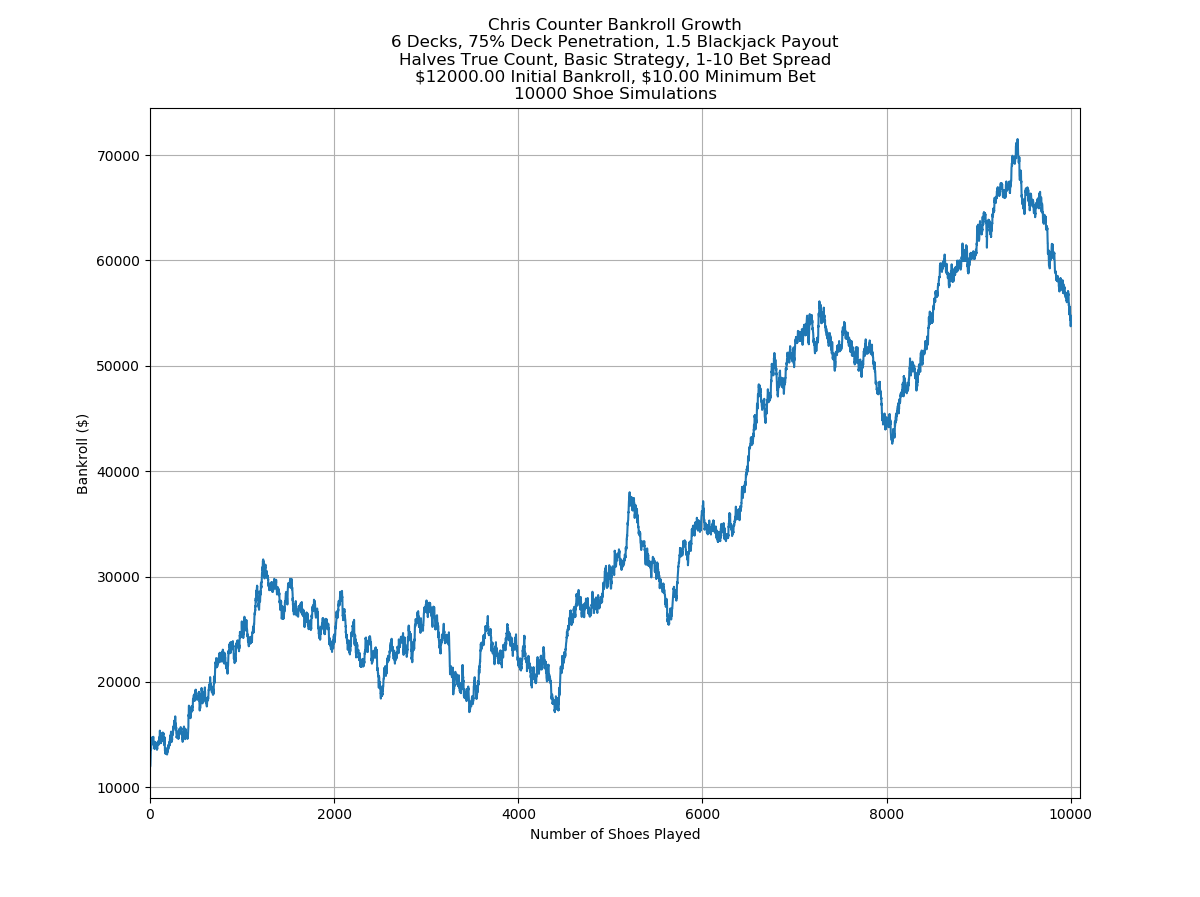 Chris Counter Bankroll Growth
6 Decks, 75% Deck Penetration, 1.5 Blackjack Payout
Halves True Count, Basic Strategy, 1-10 Bet Spread
$12000.00 Initial Bankroll, $10.00 Minimum Bet
10000 Shoe Simulations
70000
60000
50000
40000
30000
20000
10000
Bankroll ($)
0 2000 4000 6000 8000 10000
Number of Shoes Played